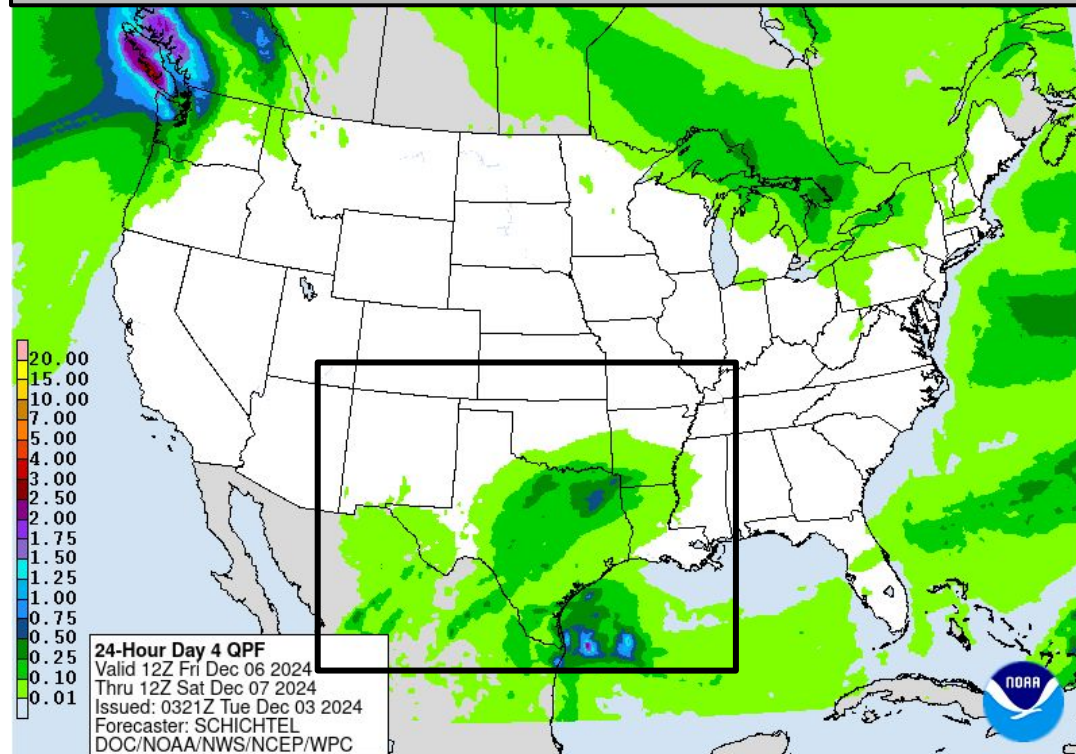 20.00
15.00
10.00
7.00
5.00
4.00
3.00
2.50
2.00
1.75
1.50
1.25
1.00
0.75
0.50
0.25
0.10
0.01
24-Hour Day 4 QPF
Valid 12Z Fri Dec 06 2024
Thru 12Z Sat Dec 07 2024
Issued: 0321Z Tue Dec 03 2024
Forecaster: SCHICHTEL
DOC/NOAA/NWS/NCEP/WPC
NOAA